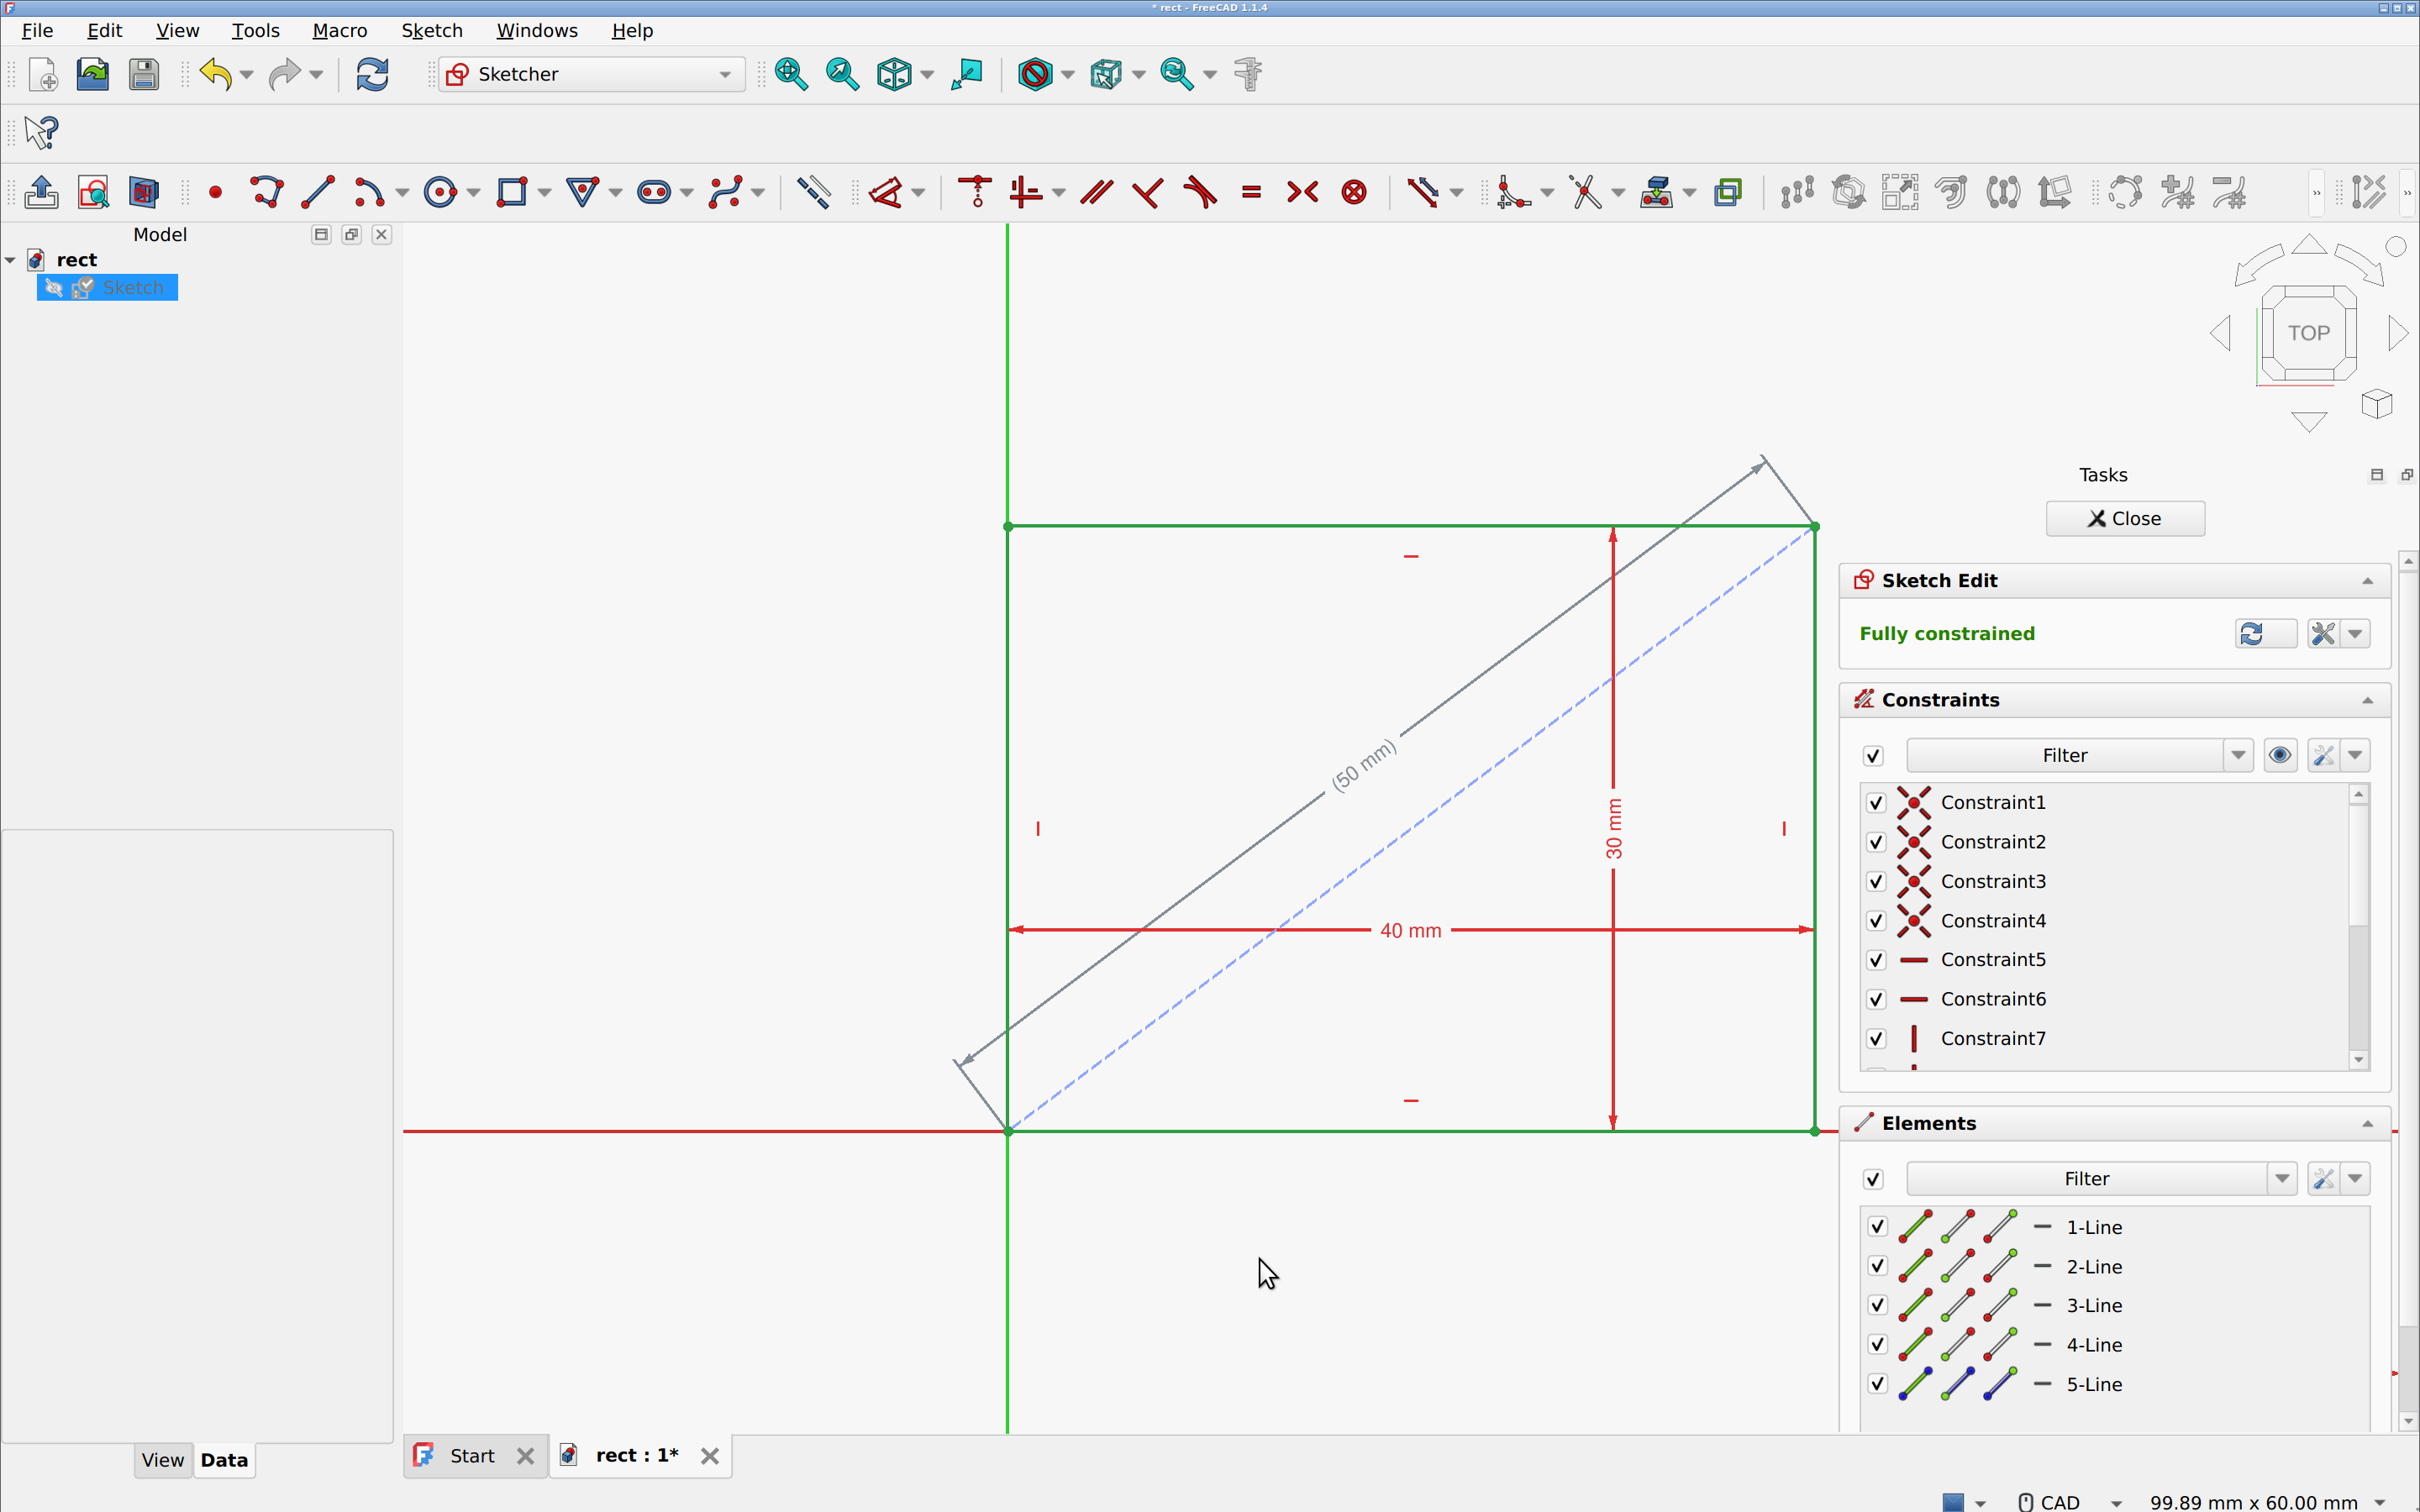 * rect - FreeCAD 1.1.4
File Edit View Tools Macro Sketch Windows Help
Sketcher
Model
rect
Sketch
TOP
Tasks
Close
Sketch Edit
Fully constrained
Constraints
Filter
Constraint1
Constraint2
Constraint3
Constraint4
Constraint5
Constraint6
Constraint7
(50 mm)
30 mm
40 mm
Elements
Filter
1-Line
2-Line
3-Line
4-Line
5-Line
View Data
Start
rect : 1*
CAD
99.89 mm x 60.00 mm